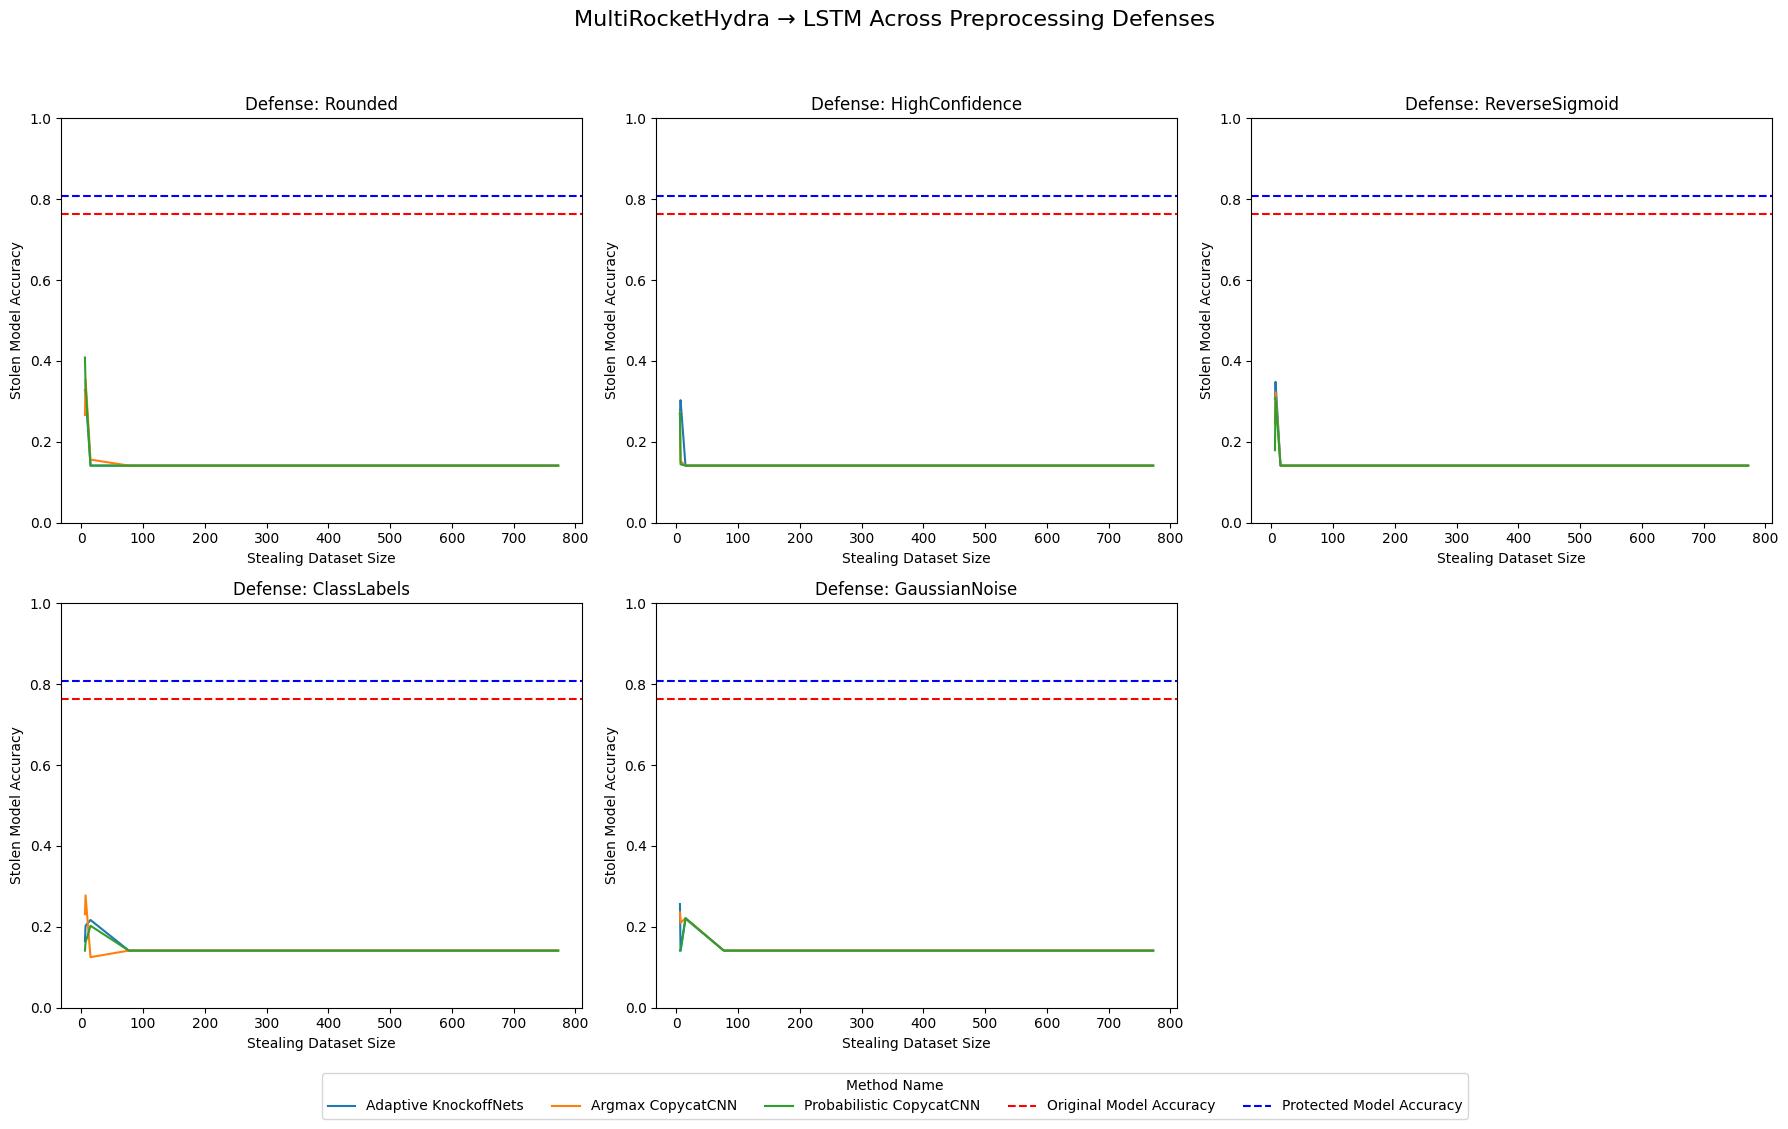 MultiRocketHydra → LSTM Across Preprocessing Defenses
Defense: Rounded
1.0
0.8
0.6
0.4
0.2
0.0
Stolen Model Accuracy
0 100 200 300 400 500 600 700 800
Stealing Dataset Size
Defense: HighConfidence
1.0
0.8
0.6
0.4
0.2
0.0
Stolen Model Accuracy
0 100 200 300 400 500 600 700 800
Stealing Dataset Size
Defense: ReverseSigmoid
1.0
0.8
0.6
0.4
0.2
0.0
Stolen Model Accuracy
0 100 200 300 400 500 600 700 800
Stealing Dataset Size
Defense: ClassLabels
1.0
0.8
0.6
0.4
0.2
0.0
Stolen Model Accuracy
0 100 200 300 400 500 600 700 800
Stealing Dataset Size
Defense: GaussianNoise
1.0
0.8
0.6
0.4
0.2
0.0
Stolen Model Accuracy
0 100 200 300 400 500 600 700 800
Stealing Dataset Size
Method Name
Adaptive KnockoffNets Argmax CopycatCNN Probabilistic CopycatCNN Original Model Accuracy Protected Model Accuracy